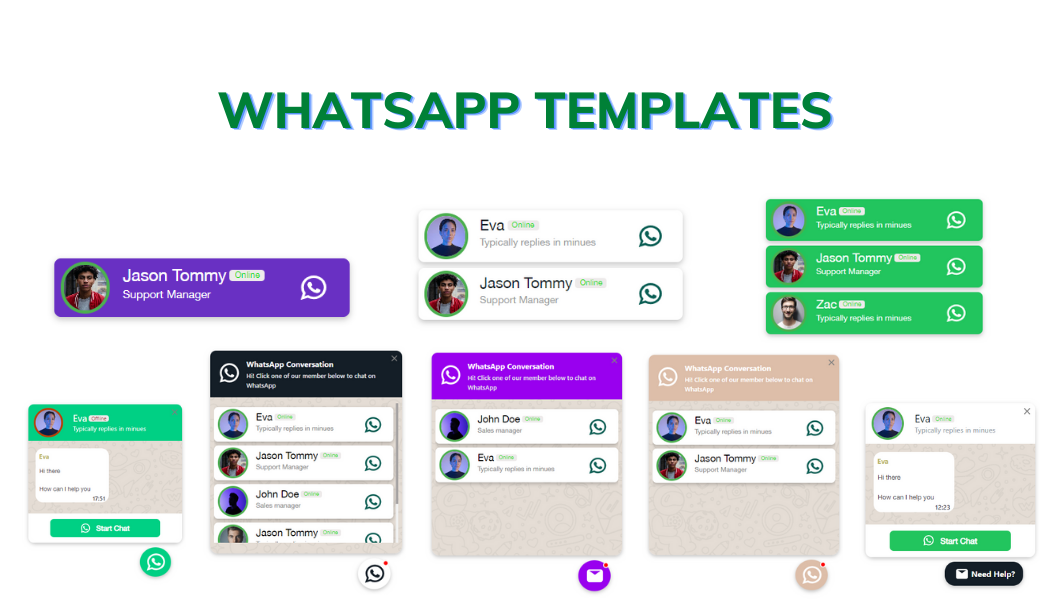 WHATSAPP TEMPLATES
Jason Tommy Online
Support Manager
Eva Online
Typically replies in minues
Jason Tommy Online
Support Manager
Eva Online
Typically replies in minues
Jason Tommy Online
Support Manager
Zac Online
Typically replies in minues
Eva Offline
Typically replies in minues
Eva
Hi there
How can I help you
17:51
Start Chat
WhatsApp Conversation
Hi! Click one of our member below to chat on
WhatsApp
Eva Online
Typically replies in minues
Jason Tommy Online
Support Manager
John Doe Online
Sales manager
Jason Tommy Online
WhatsApp Conversation
Hi! Click one of our member below to chat on
WhatsApp
John Doe Online
Sales manager
Eva Online
Typically replies in minues
WhatsApp Conversation
Hi! Click one of our member below to chat on
WhatsApp
Eva Online
Typically replies in minues
Jason Tommy Online
Support Manager
Eva Online
Typically replies in minues
Eva
Hi there
How can I help you
12:23
Start Chat
Need Help?